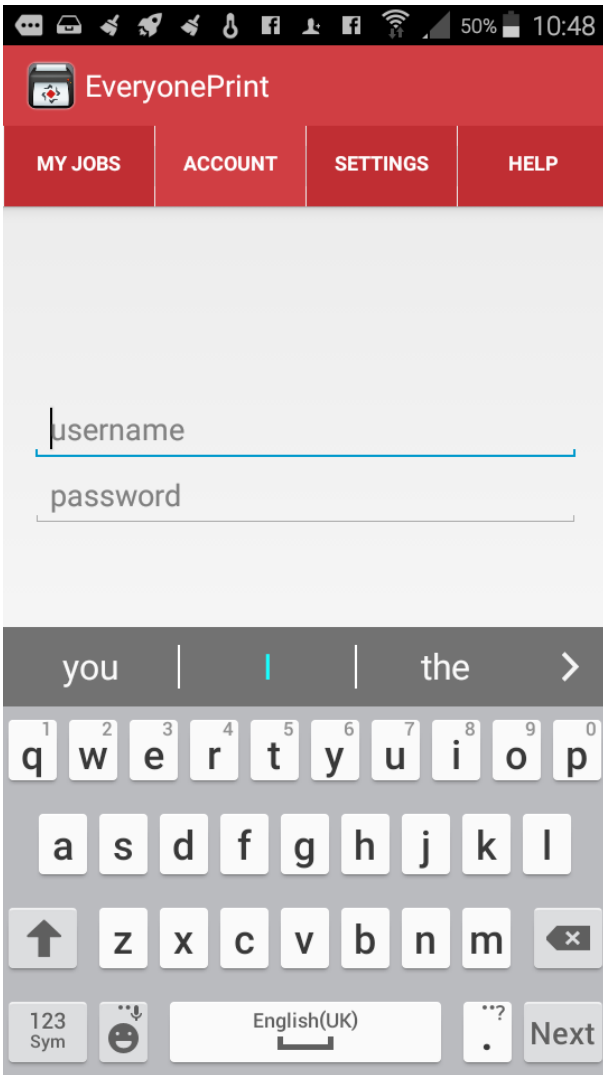 50% 10:48
EveryonePrint
MY JOBS ACCOUNT SETTINGS HELP
username
password
you I the
1 2 3 4 5 6 7 8 9 0
q w e r t y u i o p
a s d f g h j k l
z x c v b n m
123 English(UK) ?
Sym . Next